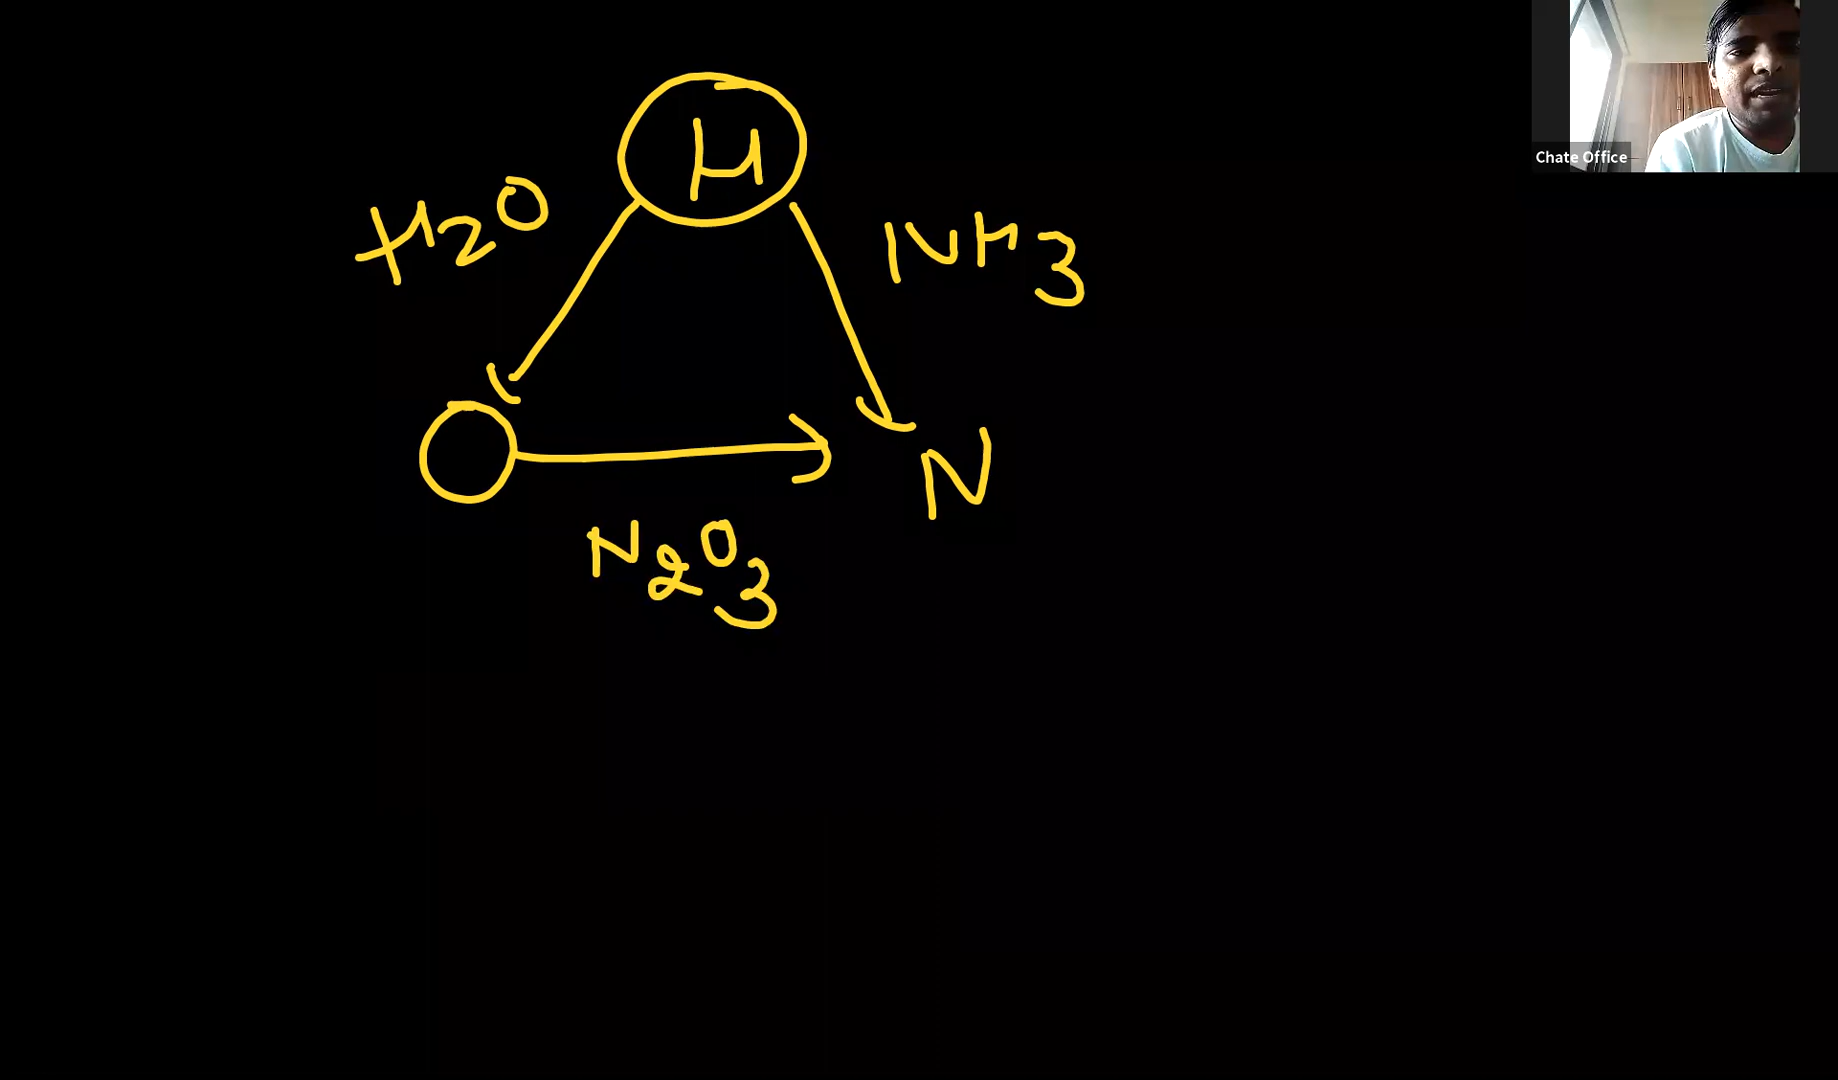 H
H2O
NH3
O
N
N2O3
Chate Office